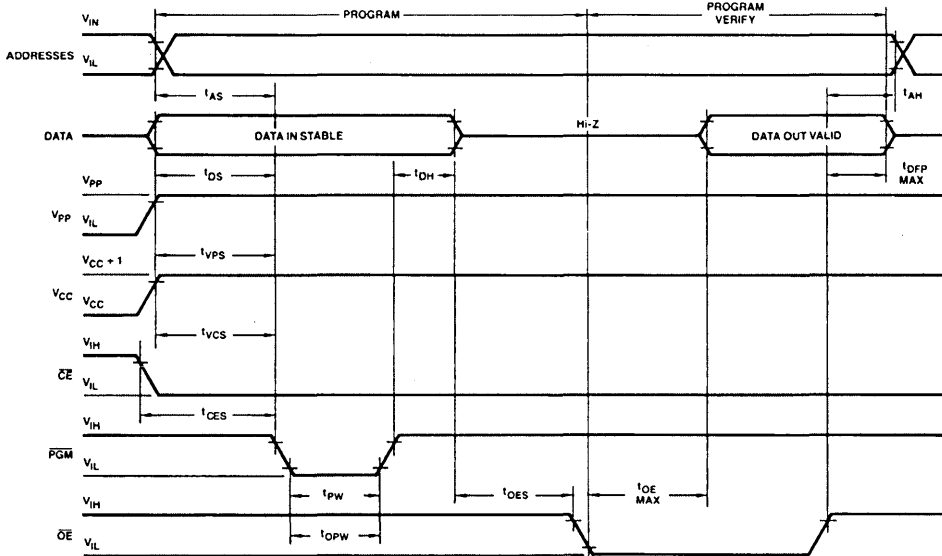 PROGRAM
PROGRAM
VERIFY
VIN
ADDRESSES
VIL
tAS
tAH
DATA
DATA IN STABLE
Hi-Z
DATA OUT VALID
tDS
tDH
tDFP
MAX
VPP
VPP
VIL
tVPS
VCC + 1
VCC
VCC
tVCS
VIH
CE
VIL
tCES
VIH
PGM
VIL
tPW
tOES
tOE
MAX
VIH
tOPW
OE
VIL